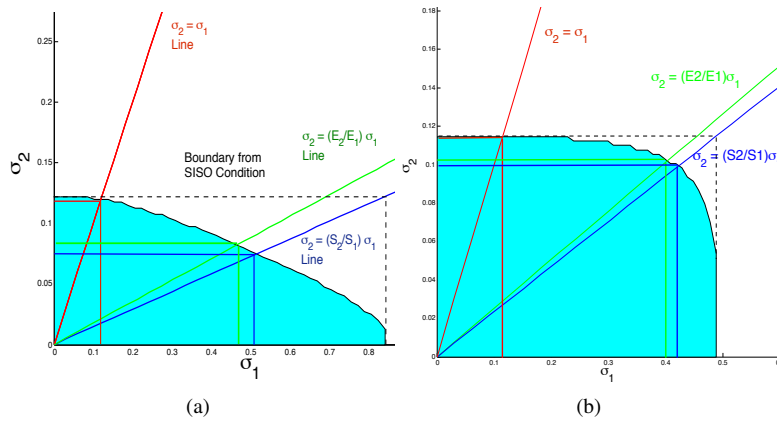 0.25
0.2
0.15
0.1
0.05
0
σ2
σ2 = σ1
Line
Boundary from
SISO Condition
σ2 = (E2/E1) σ1
Line
σ2 = (S2/S1) σ1
Line
0 0.1 0.2 0.3 0.4 0.5 0.6 0.7 0.8
σ1
(a)
0.18
0.16
0.14
0.12
0.1
0.08
0.06
0.04
0.02
0
σ2
σ2 = σ1
σ2 = (E2/E1)σ1
σ2 = (S2/S1)σ
0 0.1 0.2 0.3 0.4 0.5
σ1
(b)